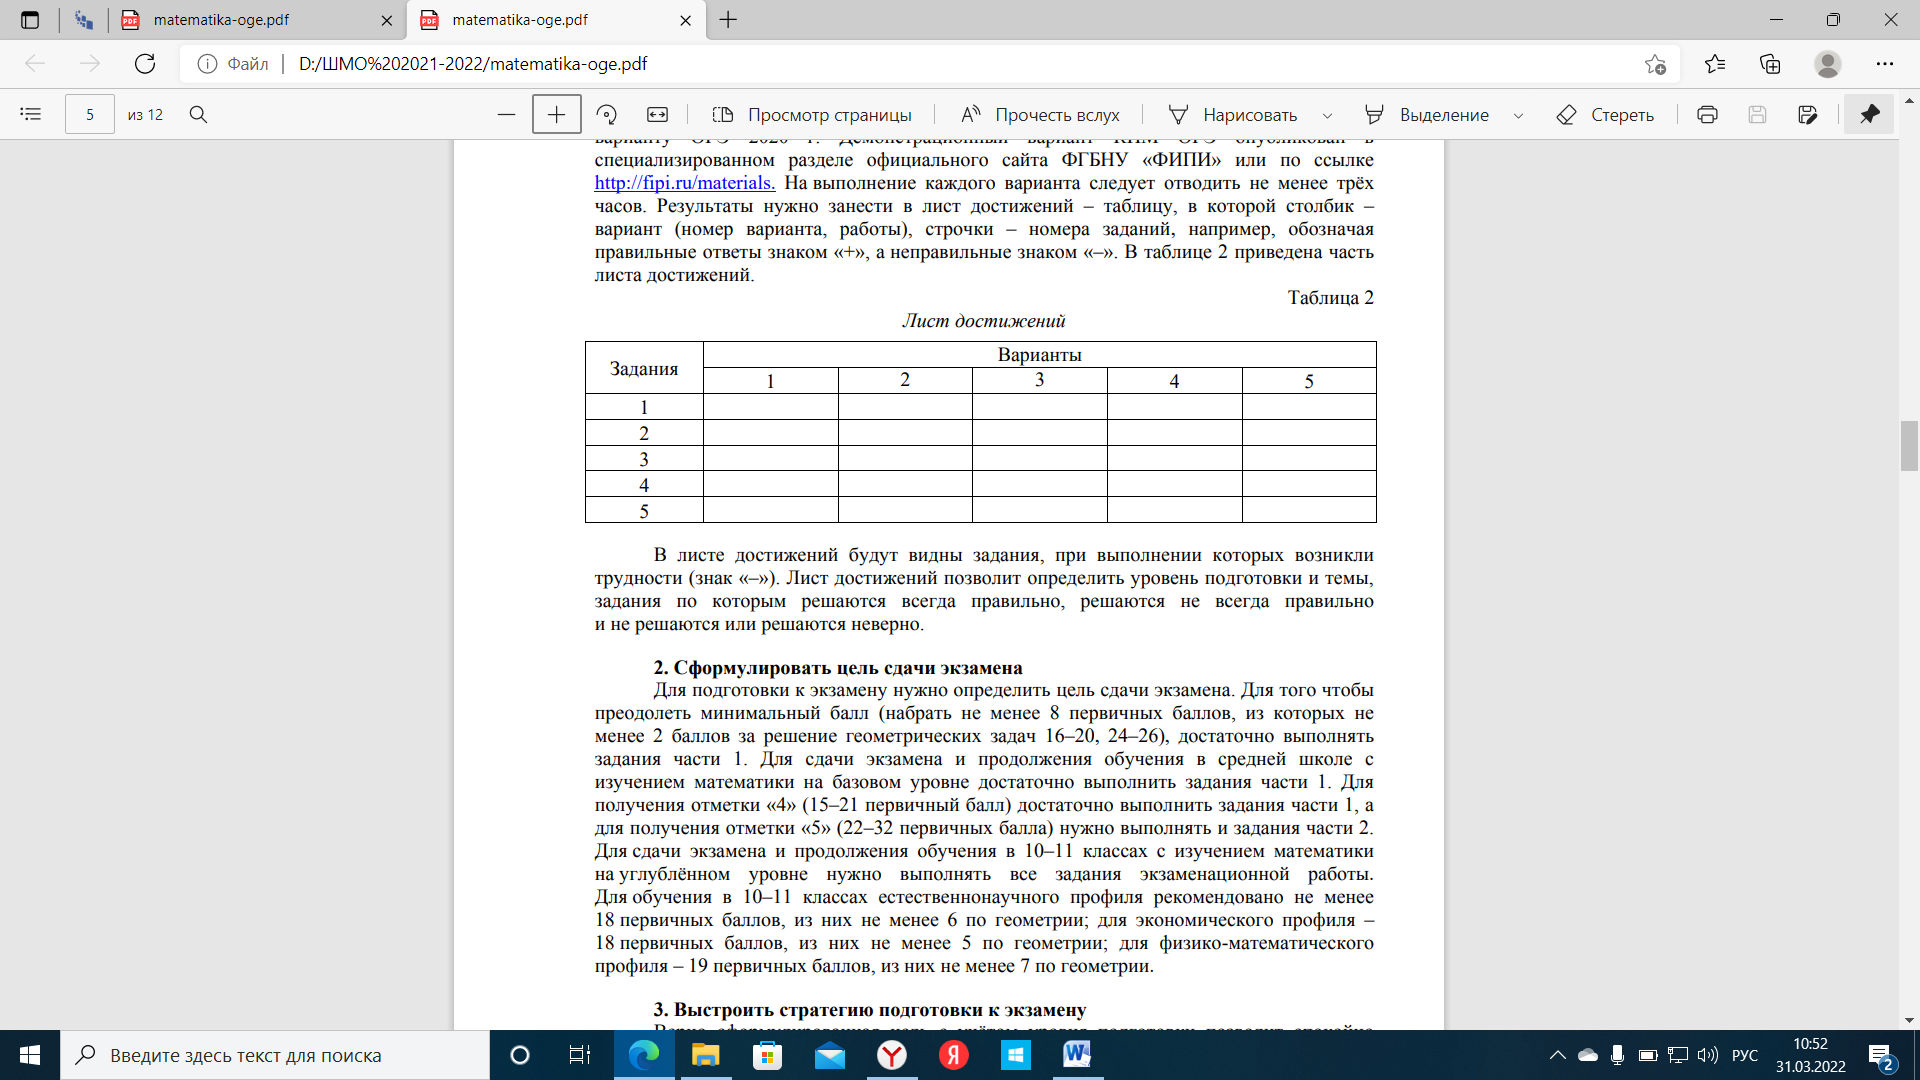 matematika-oge.pdf
matematika-oge.pdf
Файл
D:/ШМО%202021-2022/matematika-oge.pdf
5 из 12
Просмотр страницы
Прочесть вслух
Нарисовать
Выделение
Стереть
варианту ОГЭ 2020 г. Демонстрационный вариант КИМ ОГЭ опубликован в
специализированном разделе официального сайта ФГБНУ «ФИПИ» или по ссылке
http://fipi.ru/materials. На выполнение каждого варианта следует отводить не менее трёх
часов. Результаты нужно занести в лист достижений – таблицу, в которой столбик –
вариант (номер варианта, работы), строчки – номера заданий, например, обозначая
правильные ответы знаком «+», а неправильные знаком «–». В таблице 2 приведена часть
листа достижений.
Таблица 2
Лист достижений
Задания Варианты
1 2 3 4 5
1
2
3
4
5
В листе достижений будут видны задания, при выполнении которых возникли
трудности (знак «–»). Лист достижений позволит определить уровень подготовки и темы,
задания по которым решаются всегда правильно, решаются не всегда правильно
и не решаются или решаются неверно.
2. Сформулировать цель сдачи экзамена
Для подготовки к экзамену нужно определить цель сдачи экзамена. Для того чтобы
преодолеть минимальный балл (набрать не менее 8 первичных баллов, из которых не
менее 2 баллов за решение геометрических задач 16–20, 24–26), достаточно выполнять
задания части 1. Для сдачи экзамена и продолжения обучения в средней школе с
изучением математики на базовом уровне достаточно выполнить задания части 1. Для
получения отметки «4» (15–21 первичный балл) достаточно выполнить задания части 1, а
для получения отметки «5» (22–32 первичных балла) нужно выполнять и задания части 2.
Для сдачи экзамена и продолжения обучения в 10–11 классах с изучением математики
на углублённом уровне нужно выполнять все задания экзаменационной работы.
Для обучения в 10–11 классах естественнонаучного профиля рекомендовано не менее
18 первичных баллов, из них не менее 6 по геометрии; для экономического профиля –
18 первичных баллов, из них не менее 5 по геометрии; для физико-математического
профиля – 19 первичных баллов, из них не менее 7 по геометрии.
3. Выстроить стратегию подготовки к экзамену
Введите здесь текст для поиска
РУС
10:52
31.03.2022
2